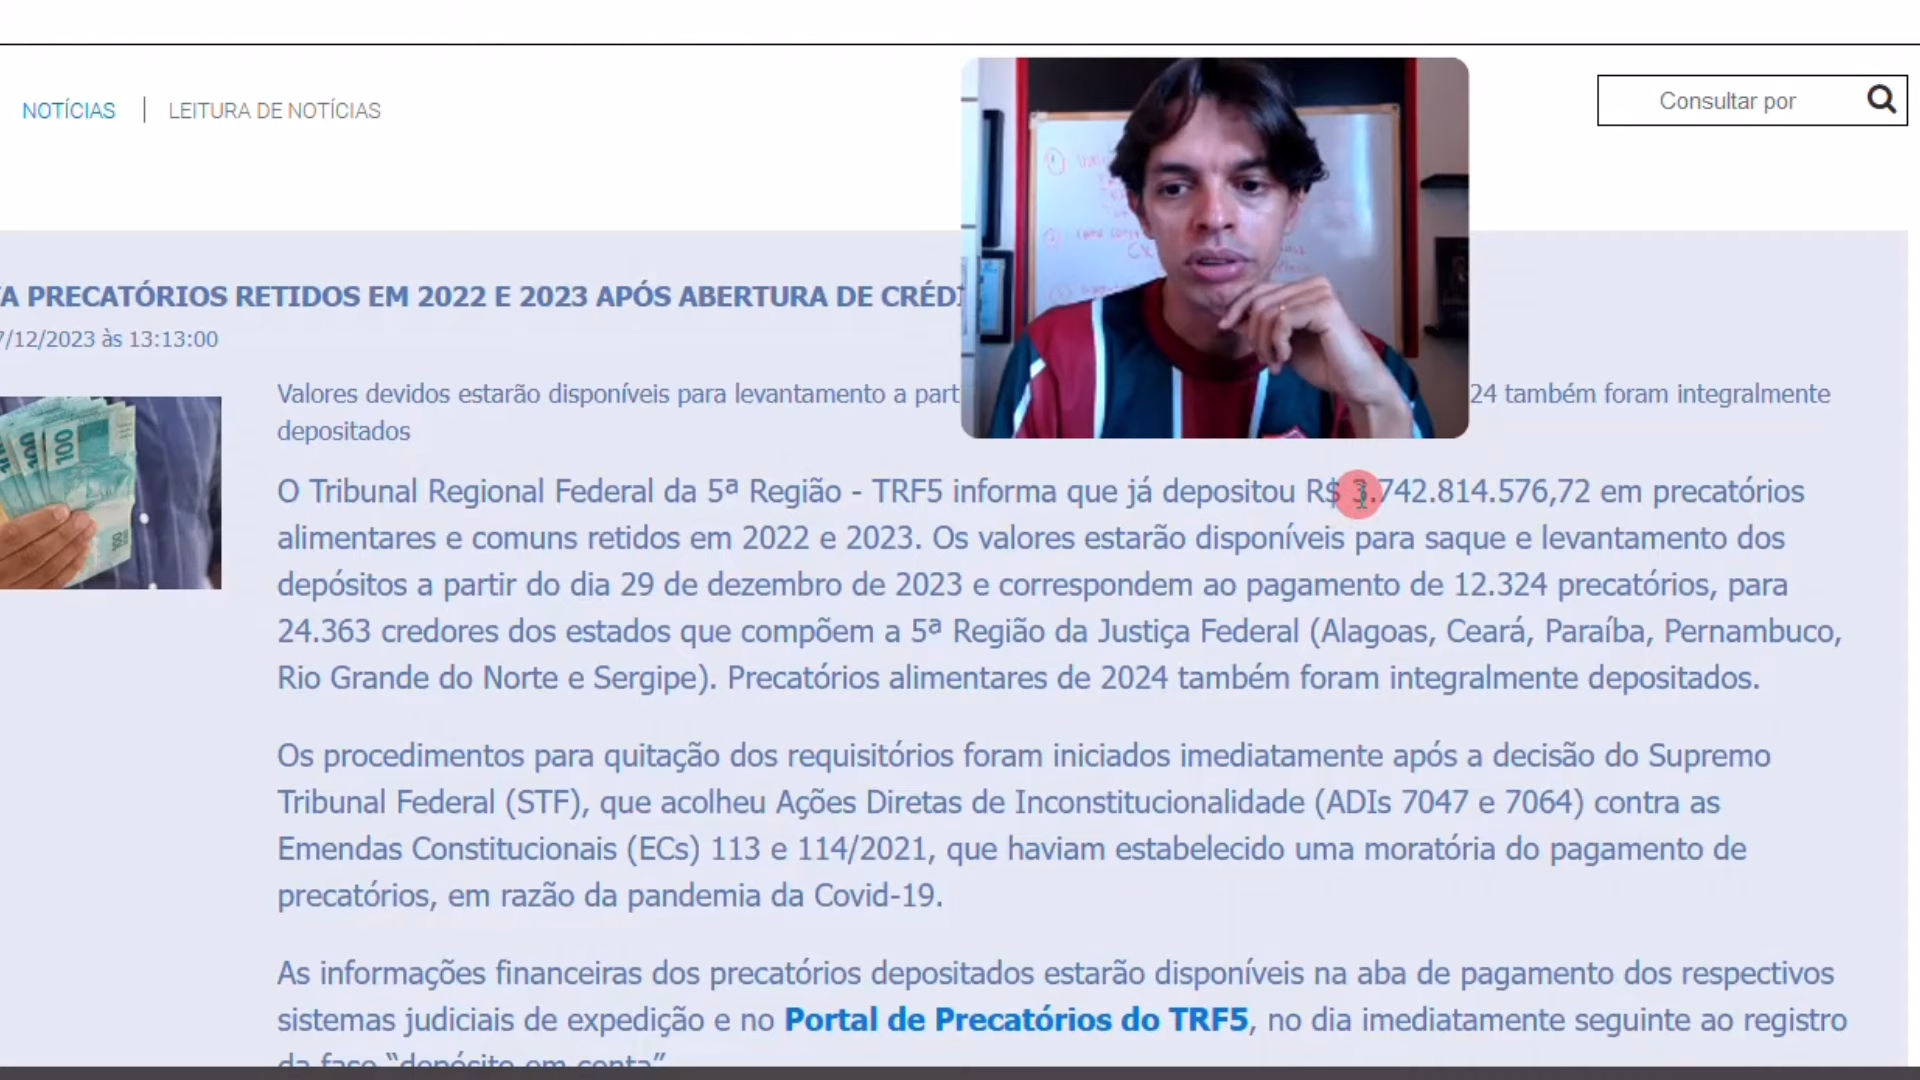 NOTÍCIAS | LEITURA DE NOTÍCIAS
Consultar por
PRECATÓRIOS RETIDOS EM 2022 E 2023 APÓS ABERTURA DE
/12/2023 às 13:13:00
Valores devidos estarão disponíveis para levantamento a 24 também foram integralmente
depositados
O Tribunal Regional Federal da 5ª Região - TRF5 informa que já depositou R$ 3.742.814.576,72 em precatórios
alimentares e comuns retidos em 2022 e 2023. Os valores estarão disponíveis para saque e levantamento dos
depósitos a partir do dia 29 de dezembro de 2023 e correspondem ao pagamento de 12.324 precatórios, para
24.363 credores dos estados que compõem a 5ª Região da Justiça Federal (Alagoas, Ceará, Paraíba, Pernambuco,
Rio Grande do Norte e Sergipe). Precatórios alimentares de 2024 também foram integralmente depositados.
Os procedimentos para quitação dos requisitórios foram iniciados imediatamente após a decisão do Supremo
Tribunal Federal (STF), que acolheu Ações Diretas de Inconstitucionalidade (ADIs 7047 e 7064) contra as
Emendas Constitucionais (ECs) 113 e 114/2021, que haviam estabelecido uma moratória do pagamento de
precatórios, em razão da pandemia da Covid-19.
As informações financeiras dos precatórios depositados estarão disponíveis na aba de pagamento dos respectivos
sistemas judiciais de expedição e no Portal de Precatórios do TRF5, no dia imediatamente seguinte ao registro
da fase "depósito em conta"
100
100